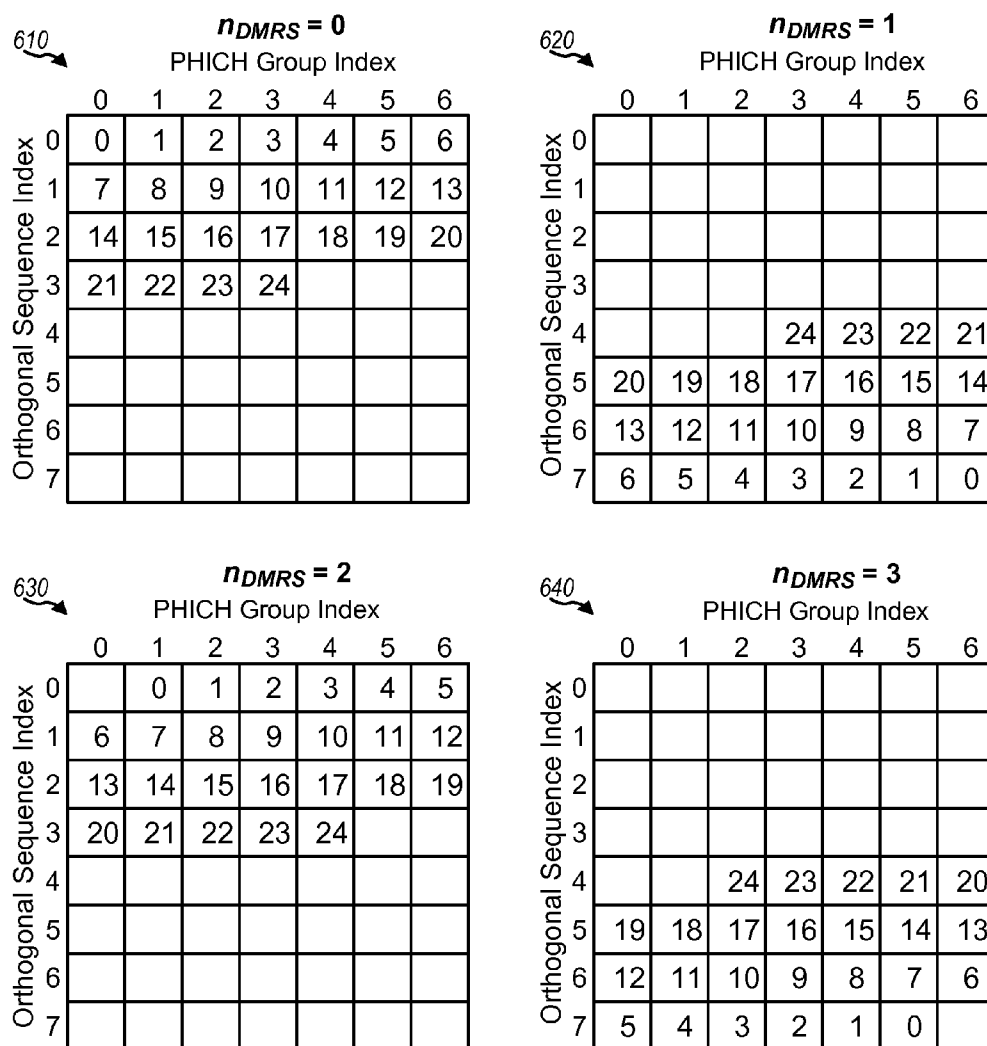 610
n_DMRS = 0
PHICH Group Index
0 1 2 3 4 5 6
Orthogonal Sequence Index
0 0 1 2 3 4 5 6
1 7 8 9 10 11 12 13
2 14 15 16 17 18 19 20
3 21 22 23 24
4
5
6
7
620
n_DMRS = 1
PHICH Group Index
0 1 2 3 4 5 6
Orthogonal Sequence Index
0
1
2
3
4 24 23 22 21
5 20 19 18 17 16 15 14
6 13 12 11 10 9 8 7
7 6 5 4 3 2 1 0
630
n_DMRS = 2
PHICH Group Index
0 1 2 3 4 5 6
Orthogonal Sequence Index
0 0 1 2 3 4 5
1 6 7 8 9 10 11 12
2 13 14 15 16 17 18 19
3 20 21 22 23 24
4
5
6
7
640
n_DMRS = 3
PHICH Group Index
0 1 2 3 4 5 6
Orthogonal Sequence Index
0
1
2
3
4 24 23 22 21 20
5 19 18 17 16 15 14 13
6 12 11 10 9 8 7 6
7 5 4 3 2 1 0